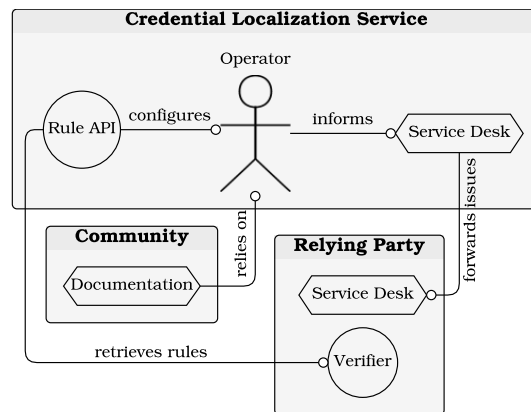 Credential Localization Service
Operator
Rule API
configures
informs
Service Desk
relies on
forwards issues
Community
Documentation
Relying Party
Service Desk
retrieves rules
Verifier